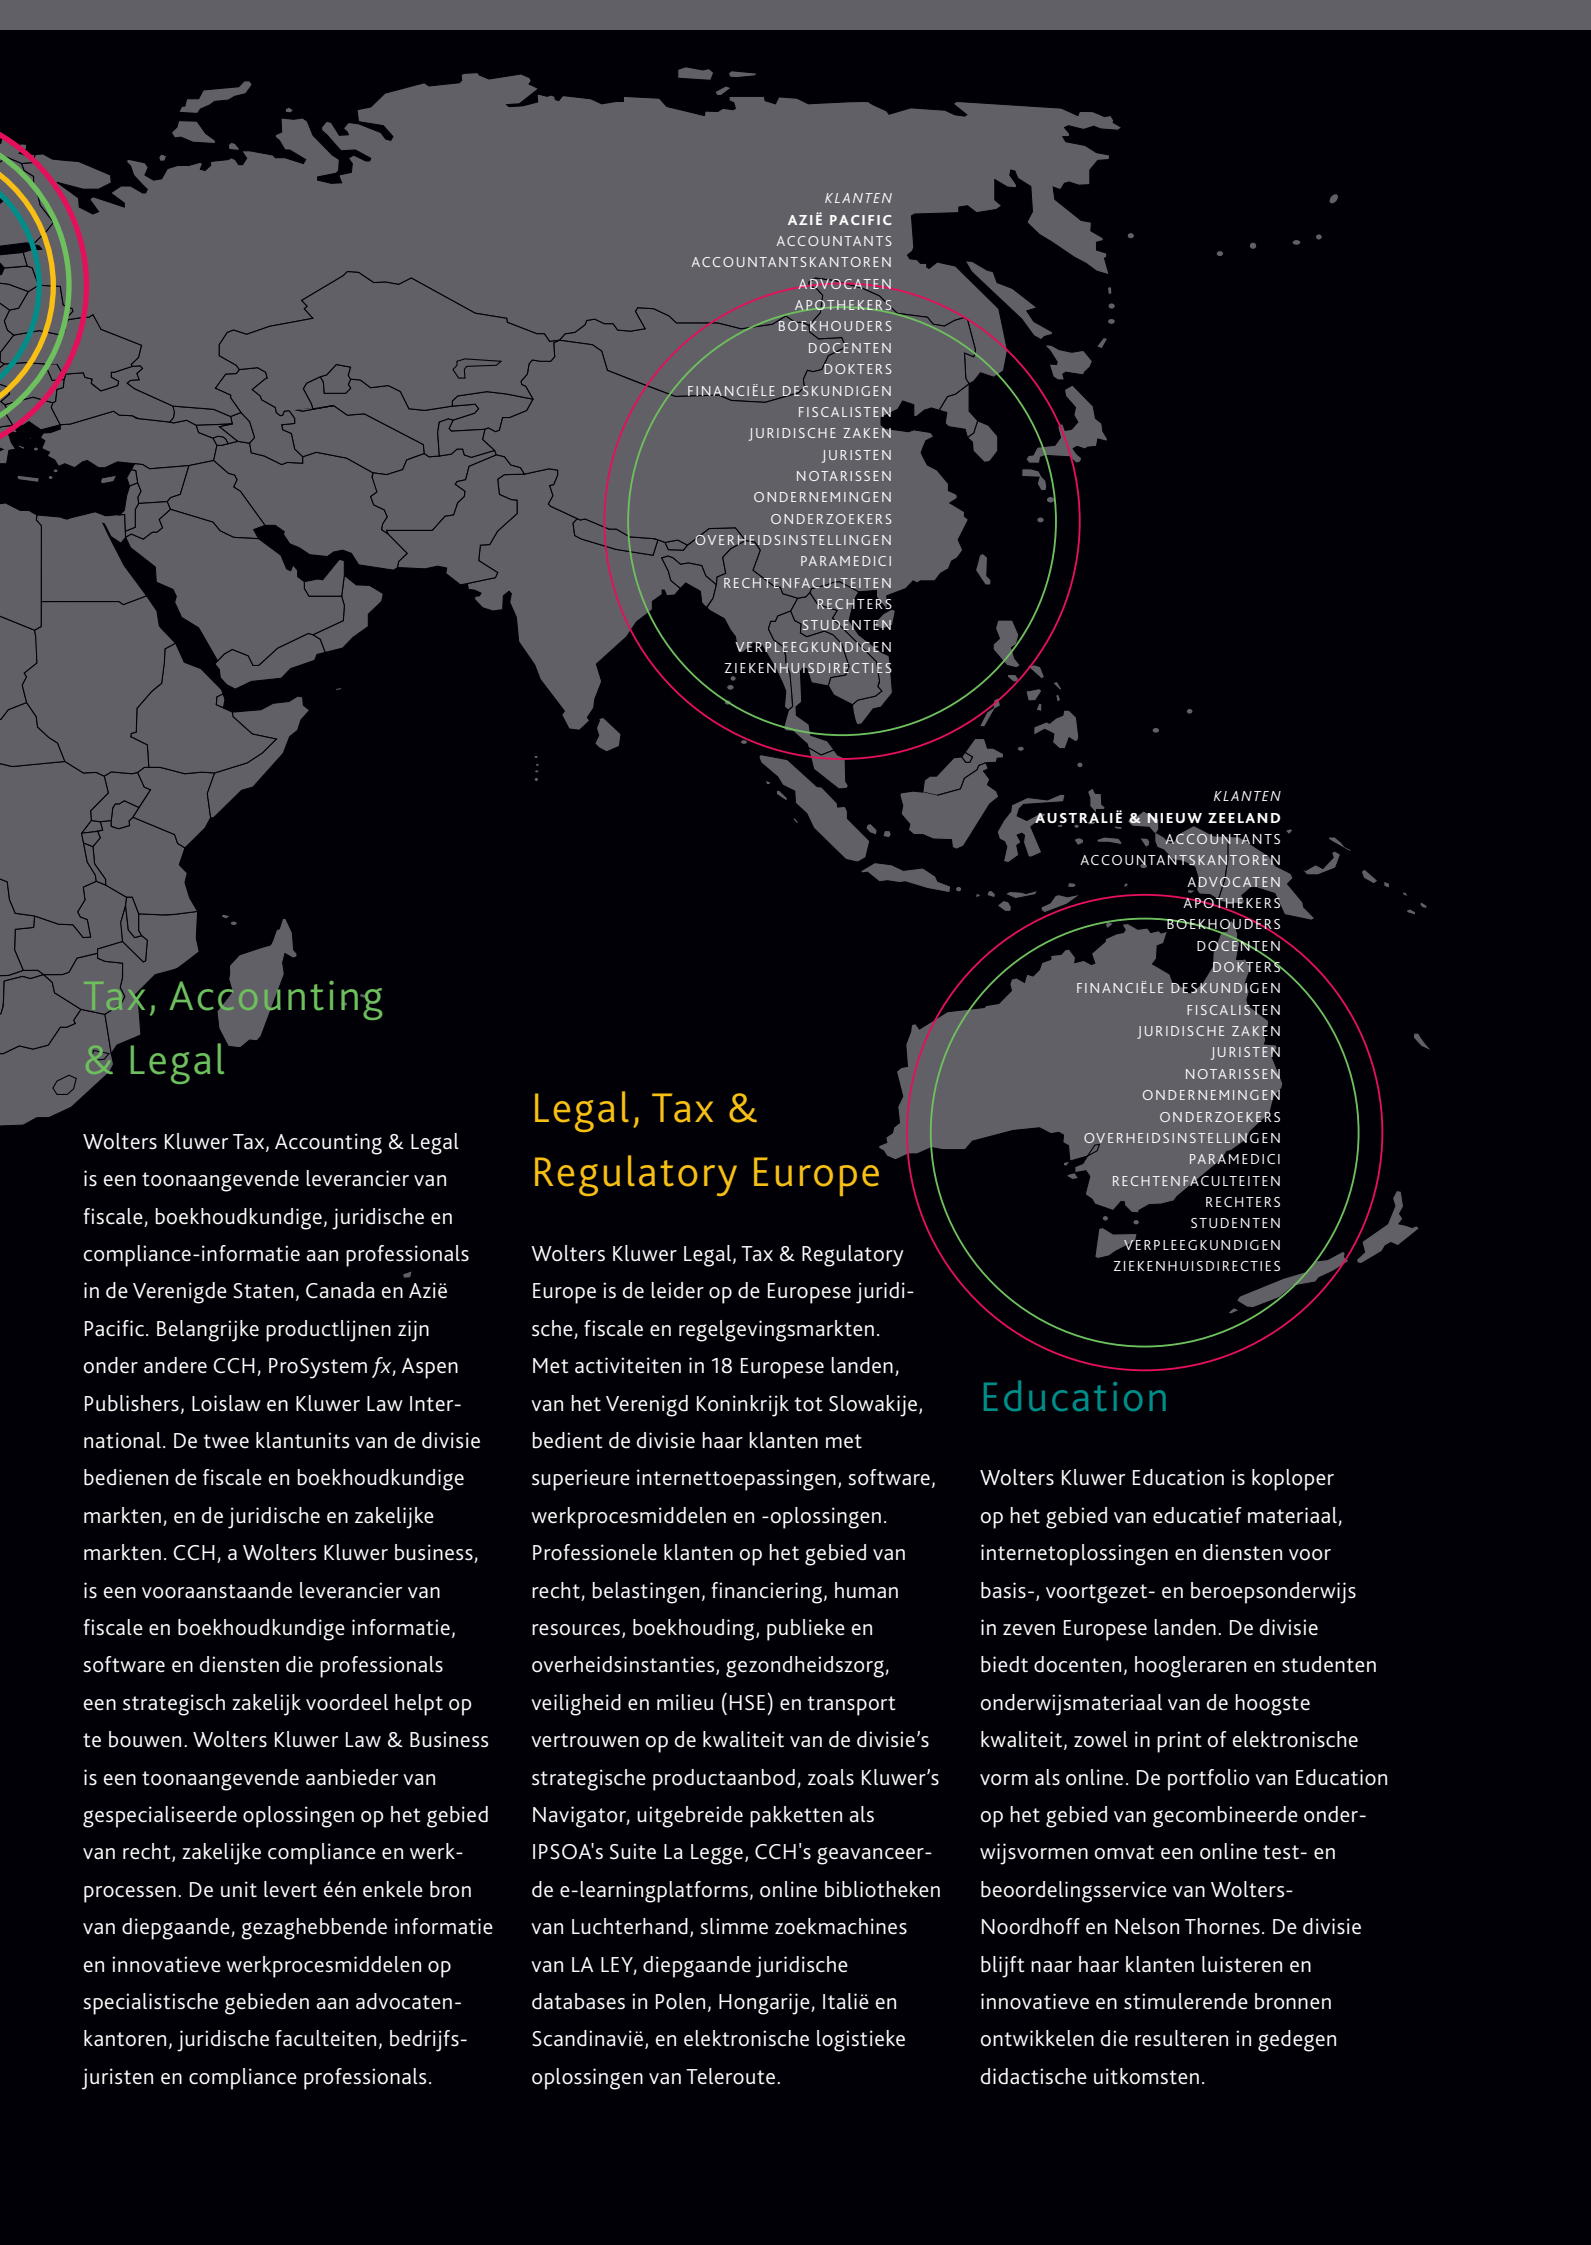 KLANTEN
AZIË PACIFIC
ACCOUNTANTS
ACCOUNTANTSKANTOREN
ADVOCATEN
APOTHEKERS
BOEKHOUDERS
DOCENTEN
DOKTERS
FINANCIËLE DESKUNDIGEN
FISCALISTEN
JURIDISCHE ZAKEN
JURISTEN
NOTARISSEN
ONDERNEMINGEN
ONDERZOEKERS
OVERHEIDSINSTELLINGEN
PARAMEDICI
RECHTENFACULTEITEN
RECHTERS
STUDENTEN
VERPLEEGKUNDIGEN
ZIEKENHUISDIRECTIES
KLANTEN
AUSTRALIË & NIEUW ZEELAND
ACCOUNTANTS
ACCOUNTANTSKANTOREN
ADVOCATEN
APOTHEKERS
BOEKHOUDERS
DOCENTEN
DOKTERS
FINANCIËLE DESKUNDIGEN
FISCALISTEN
JURIDISCHE ZAKEN
JURISTEN
NOTARISSEN
ONDERNEMINGEN
ONDERZOEKERS
OVERHEIDSINSTELLINGEN
PARAMEDICI
RECHTENFACULTEITEN
RECHTERS
STUDENTEN
VERPLEEGKUNDIGEN
ZIEKENHUISDIRECTIES
Tax, Accounting
& Legal
Wolters Kluwer Tax, Accounting & Legal
is een toonaangevende leverancier van
fiscale, boekhoudkundige, juridische en
compliance-informatie aan professionals
in de Verenigde Staten, Canada en Azië
Pacific. Belangrijke productlijnen zijn
onder andere CCH, ProSystem fx, Aspen
Publishers, Loislaw en Kluwer Law Inter-
national. De twee klantunits van de divisie
bedienen de fiscale en boekhoudkundige
markten, en de juridische en zakelijke
markten. CCH, a Wolters Kluwer business,
is een vooraanstaande leverancier van
fiscale en boekhoudkundige informatie,
software en diensten die professionals
een strategisch zakelijk voordeel helpt op
te bouwen. Wolters Kluwer Law & Business
is een toonaangevende aanbieder van
gespecialiseerde oplossingen op het gebied
van recht, zakelijke compliance en werk-
processen. De unit levert één enkele bron
van diepgaande, gezaghebbende informatie
en innovatieve werkprocesmiddelen op
specialistische gebieden aan advocaten-
kantoren, juridische faculteiten, bedrijfs-
juristen en compliance professionals.
Legal, Tax &
Regulatory Europe
Wolters Kluwer Legal, Tax & Regulatory
Europe is de leider op de Europese juridi-
sche, fiscale en regelgevingsmarkten.
Met activiteiten in 18 Europese landen,
van het Verenigd Koninkrijk tot Slowakije,
bedient de divisie haar klanten met
superieure internettoepassingen, software,
werkprocesmiddelen en -oplossingen.
Professionele klanten op het gebied van
recht, belastingen, financiering, human
resources, boekhouding, publieke en
overheidsinstanties, gezondheidszorg,
veiligheid en milieu (HSE) en transport
vertrouwen op de kwaliteit van de divisie’s
strategische productaanbod, zoals Kluwer’s
Navigator, uitgebreide pakketten als
IPSOA's Suite La Legge, CCH's geavanceer-
de e-learningplatforms, online bibliotheken
van Luchterhand, slimme zoekmachines
van LA LEY, diepgaande juridische
databases in Polen, Hongarije, Italië en
Scandinavië, en elektronische logistieke
oplossingen van Teleroute.
Education
Wolters Kluwer Education is koploper
op het gebied van educatief materiaal,
internetoplossingen en diensten voor
basis-, voortgezet- en beroepsonderwijs
in zeven Europese landen. De divisie
biedt docenten, hoogleraren en studenten
onderwijsmateriaal van de hoogste
kwaliteit, zowel in print of elektronische
vorm als online. De portfolio van Education
op het gebied van gecombineerde onder-
wijsvormen omvat een online test- en
beoordelingsservice van Wolters-
Noordhoff en Nelson Thornes. De divisie
blijft naar haar klanten luisteren en
innovatieve en stimulerende bronnen
ontwikkelen die resulteren in gedegen
didactische uitkomsten.